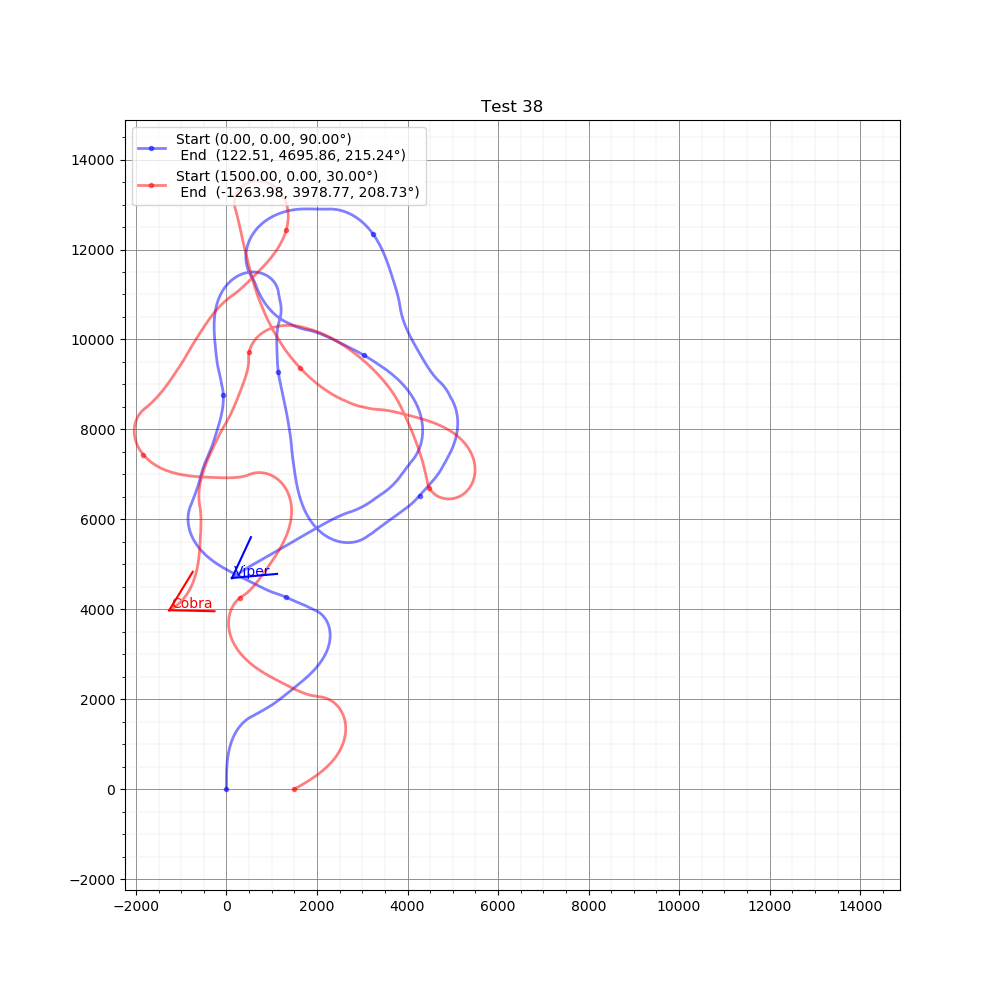 Test 38
Start (0.00, 0.00, 90.00°)
End (122.51, 4695.86, 215.24°)
Start (1500.00, 0.00, 30.00°)
End (-1263.98, 3978.77, 208.73°)
14000
12000
10000
8000
6000
4000
2000
0
−2000
Viper
Cobra
−2000 0 2000 4000 6000 8000 10000 12000 14000